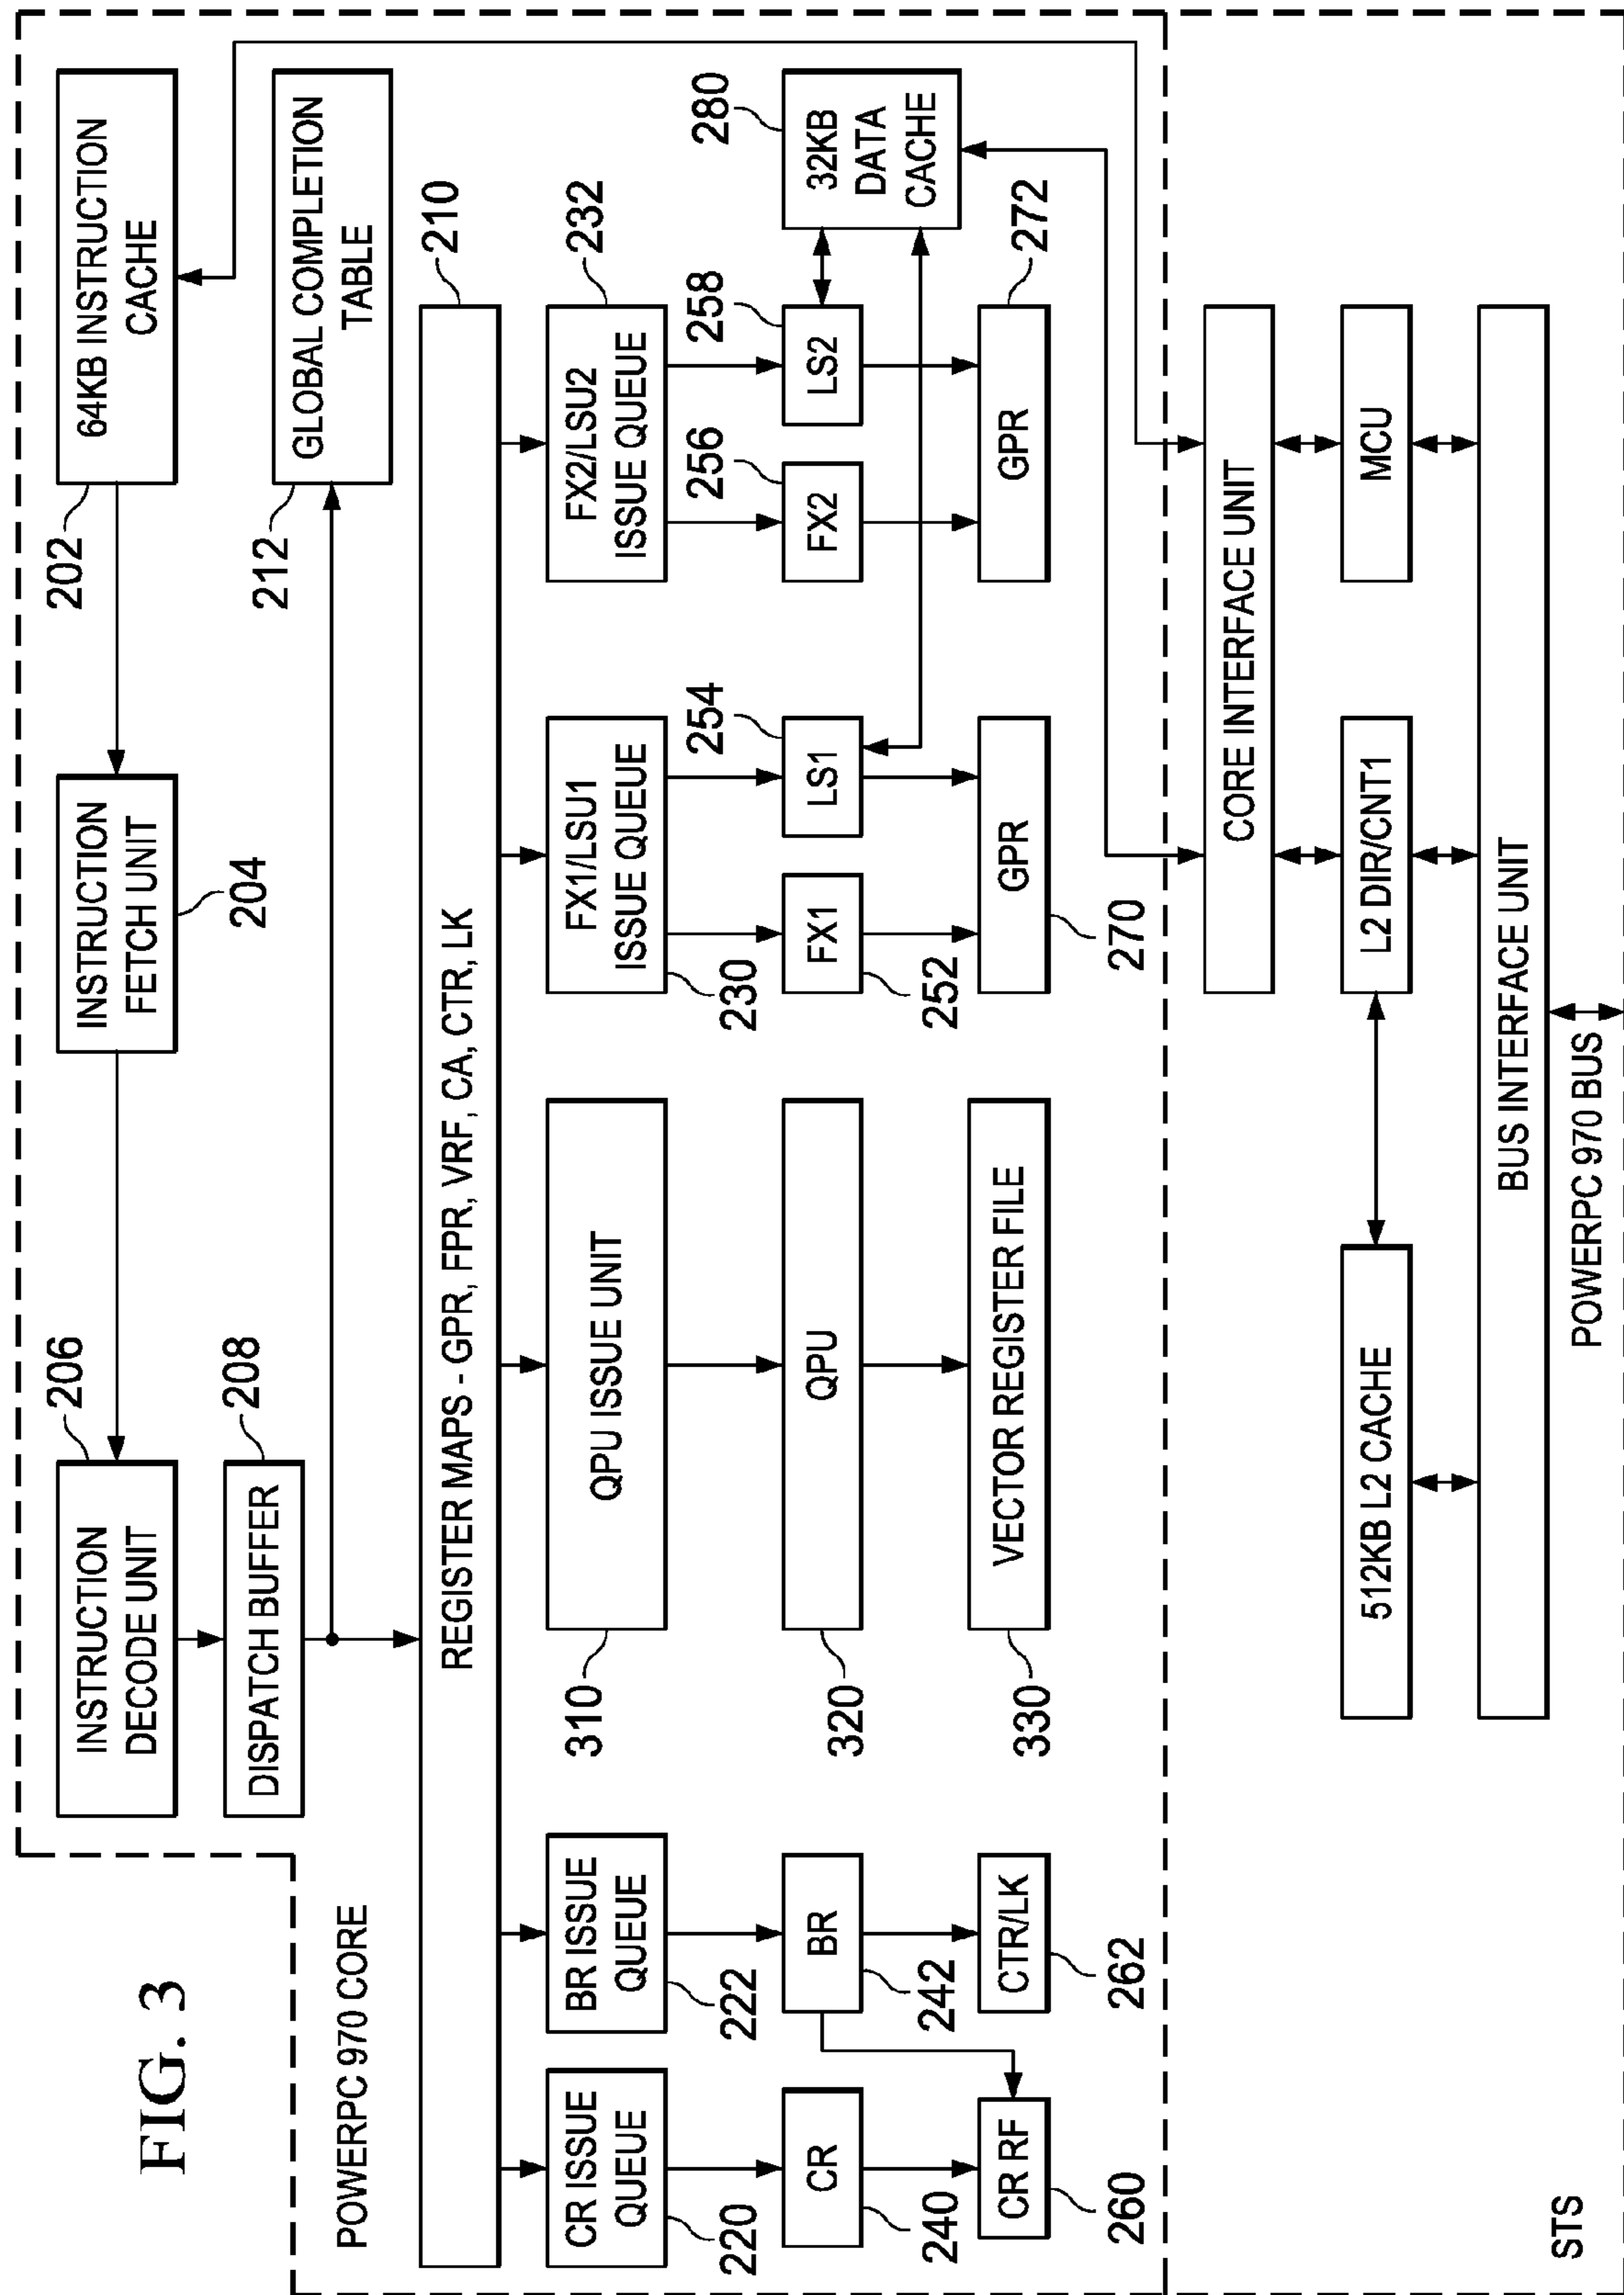 FIG. 3
POWERPC 970 CORE
206
INSTRUCTION
DECODE UNIT
INSTRUCTION
FETCH UNIT
204
202
64KB INSTRUCTION
CACHE
208
DISPATCH BUFFER
212
GLOBAL COMPLETION
TABLE
REGISTER MAPS - GPR, FPR, VRF, CA, CTR, LK
210
CR ISSUE
QUEUE
220
BR ISSUE
QUEUE
222
310
QPU ISSUE UNIT
FX1/LSU1
ISSUE QUEUE
230
FX2/LSU2
ISSUE QUEUE
232
CR
240
BR
242
320
QPU
FX1
252
LS1
254
FX2
256
LS2
258
32KB
DATA
CACHE
280
CR RF
260
CTR/LK
262
330
VECTOR REGISTER FILE
GPR
270
GPR
272
CORE INTERFACE UNIT
512KB L2 CACHE
L2 DIR/CNT1
MCU
BUS INTERFACE UNIT
STS
POWERPC 970 BUS